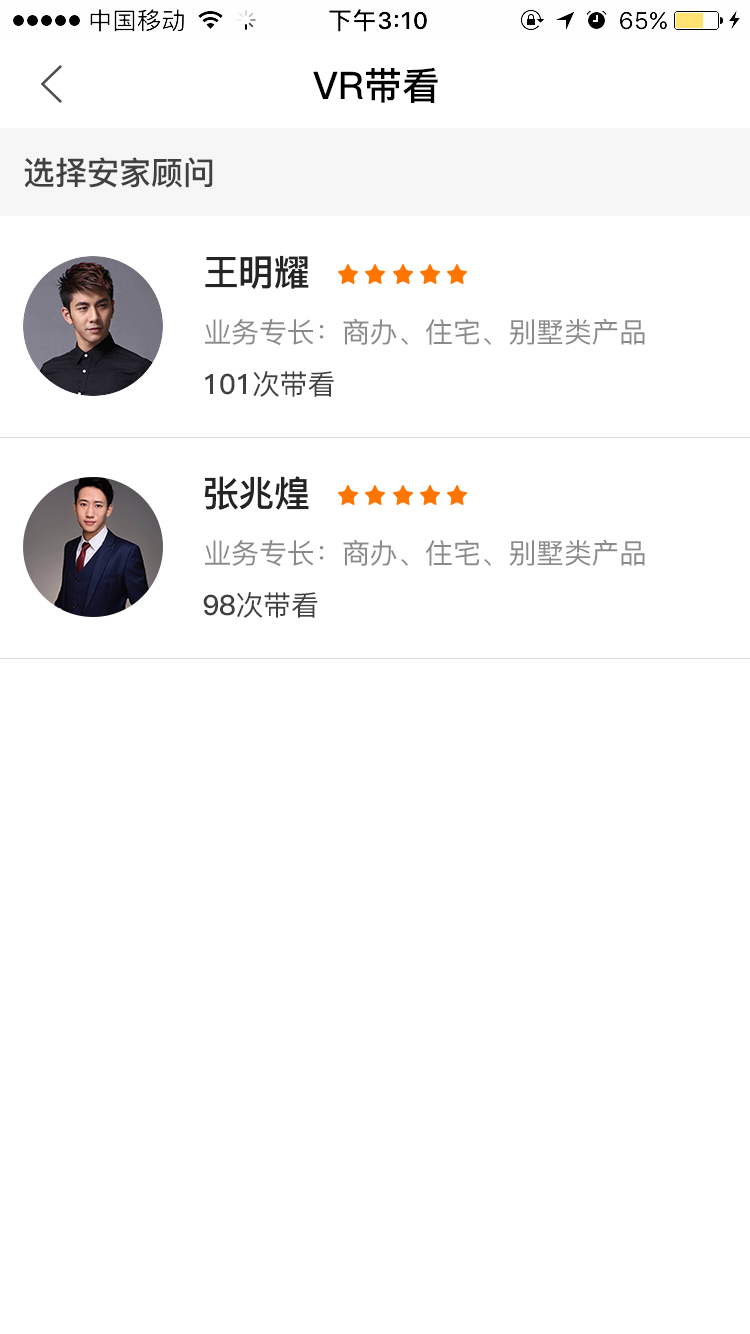 中国移动 下午3:10 65%
VR带看
选择安家顾问
王明耀
业务专长：商办、住宅、别墅类产品
101次带看
张兆煌
业务专长：商办、住宅、别墅类产品
98次带看